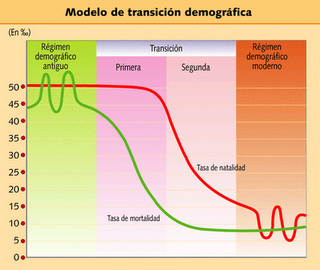 Modelo de transición demográfica
(En ‰)
Régimen
demográfico
antiguo
Transición
Primera
Segunda
Régimen
demográfico
moderno
50
45
40
35
30
25
20
15
10
5
0
Tasa de natalidad
Tasa de mortalidad